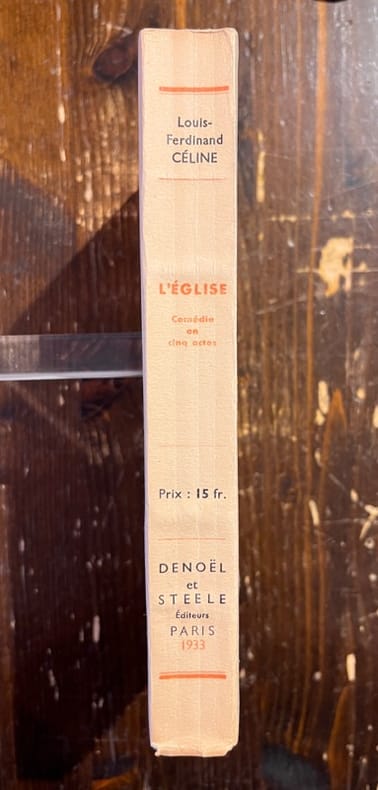 Louis-
Ferdinand
CÉLINE
L'ÉGLISE
Comédie
en
cinq actes
Prix : 15 fr.
DENOËL
et
STEELE
Éditeurs
PARIS
1933